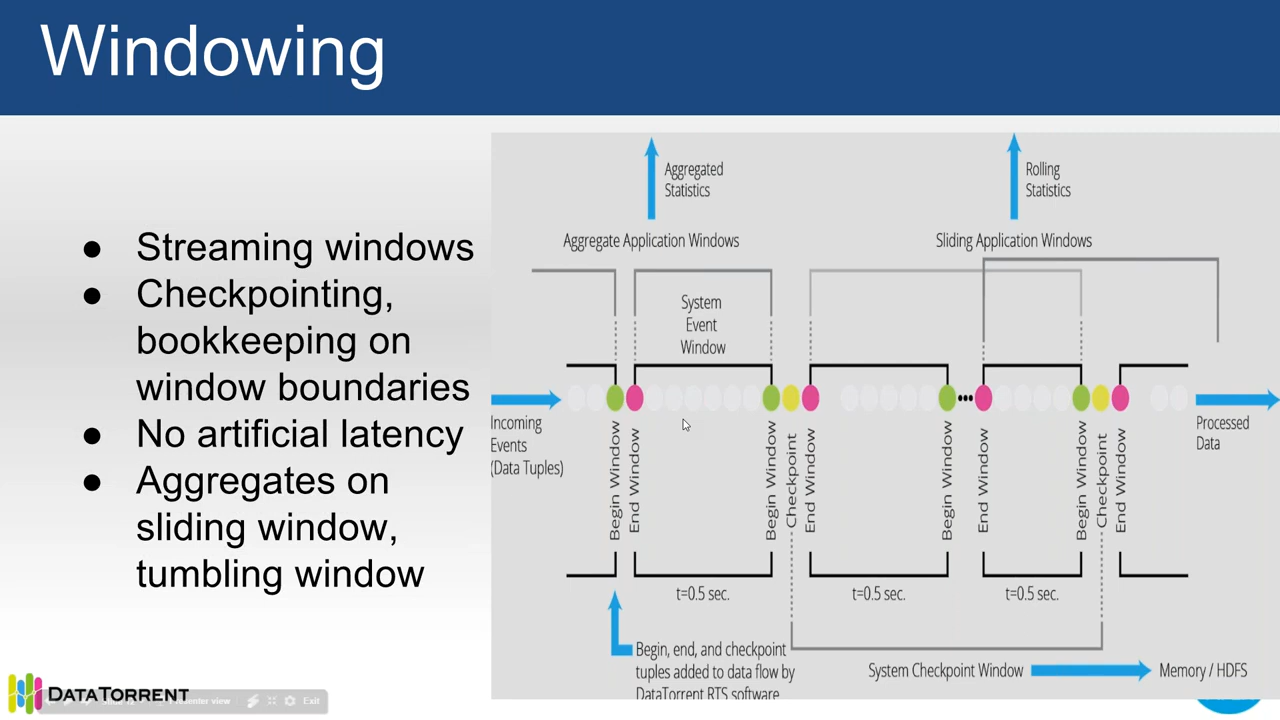 Windowing
● Streaming windows
● Checkpointing,
bookkeeping on
window boundaries
● No artificial latency
● Aggregates on
sliding window,
tumbling window
Aggregated
Statistics
Rolling
Statistics
Aggregate Application Windows
Sliding Application Windows
System
Event
Window
Incoming
Events
(Data Tuples)
Processed
Data
Begin Window
End Window
Begin Window
Checkpoint
End Window
Begin Window
End Window
Begin Window
Checkpoint
End Window
t=0.5 sec.
t=0.5 sec.
t=0.5 sec.
Begin, end, and checkpoint
tuples added to data flow by
DataTorrent RTS software
System Checkpoint Window
Memory / HDFS
DATATORRENT
Presenter view
Exit